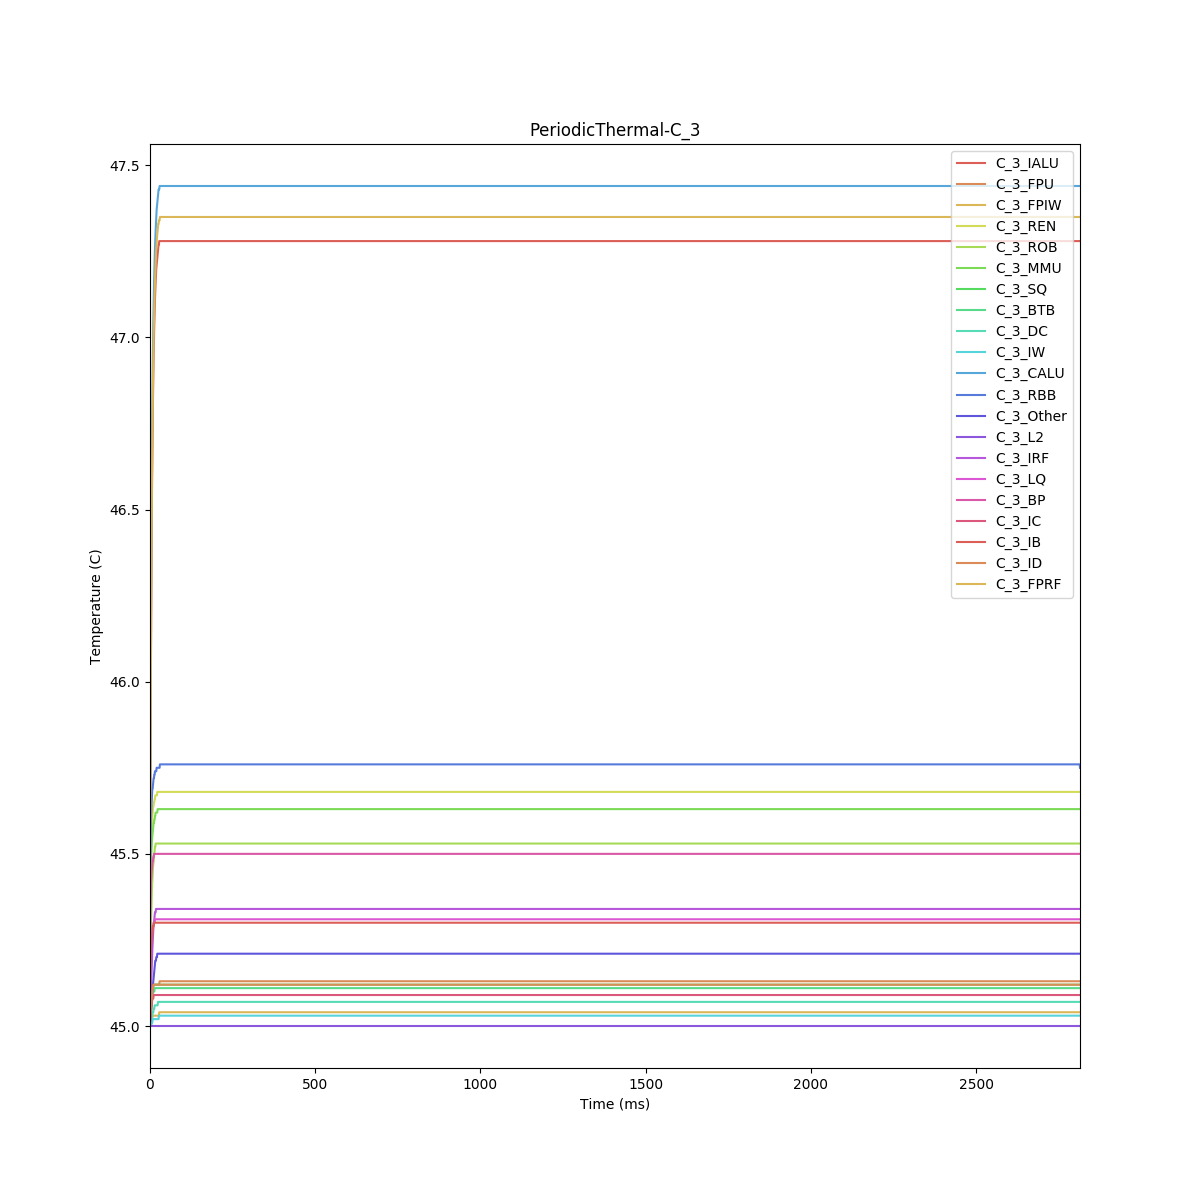 PeriodicThermal-C_3
47.5
47.0
46.5
46.0
45.5
45.0
Temperature (C)
C_3_IALU
C_3_FPU
C_3_FPIW
C_3_REN
C_3_ROB
C_3_MMU
C_3_SQ
C_3_BTB
C_3_DC
C_3_IW
C_3_CALU
C_3_RBB
C_3_Other
C_3_L2
C_3_IRF
C_3_LQ
C_3_BP
C_3_IC
C_3_IB
C_3_ID
C_3_FPRF
0 500 1000 1500 2000 2500
Time (ms)